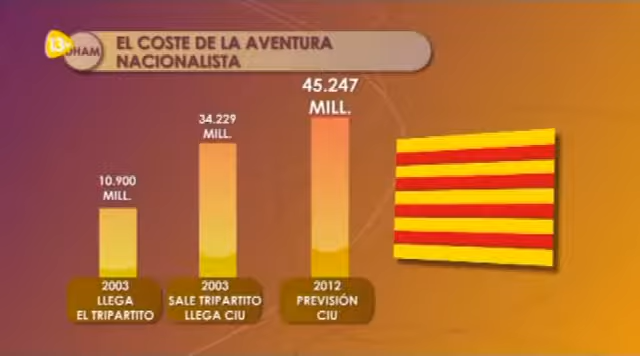 13
EL COSTE DE LA AVENTURA
NACIONALISTA
45.247
MILL.
34.229
MILL.
10.900
MILL.
2003
LLEGA
EL TRIPARTITO
2003
SALE TRIPARTITO
LLEGA CIU
2012
PREVISIÓN
CIU